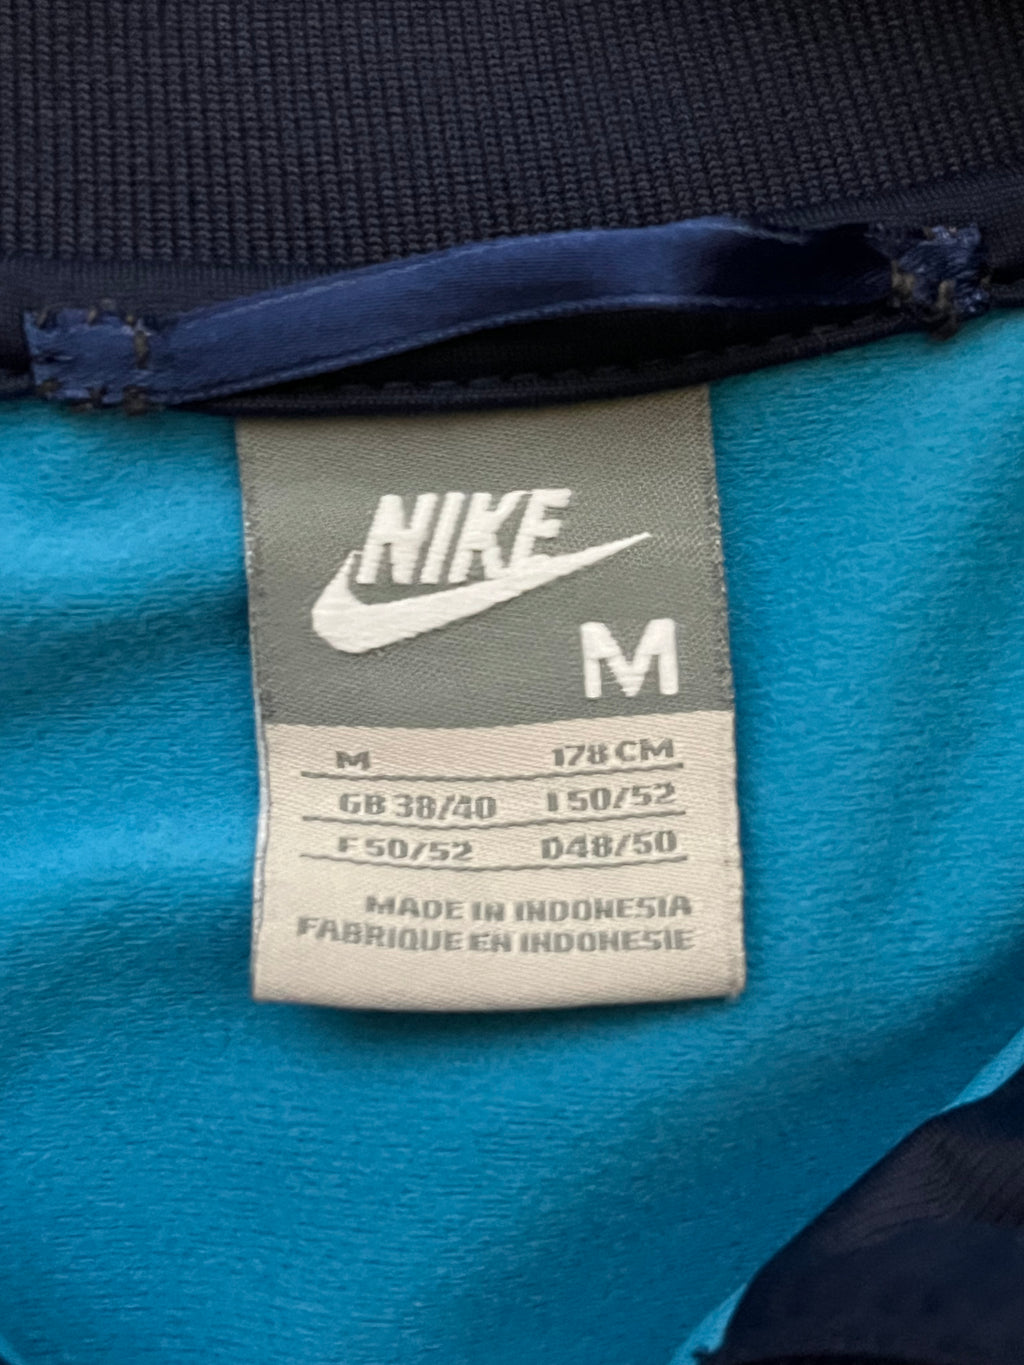 NIKE
M
M 178 CM
GB 38/40 I 50/52
F 50/52 D48/50
MADE IN INDONESIA
FABRIQUE EN INDONESIE